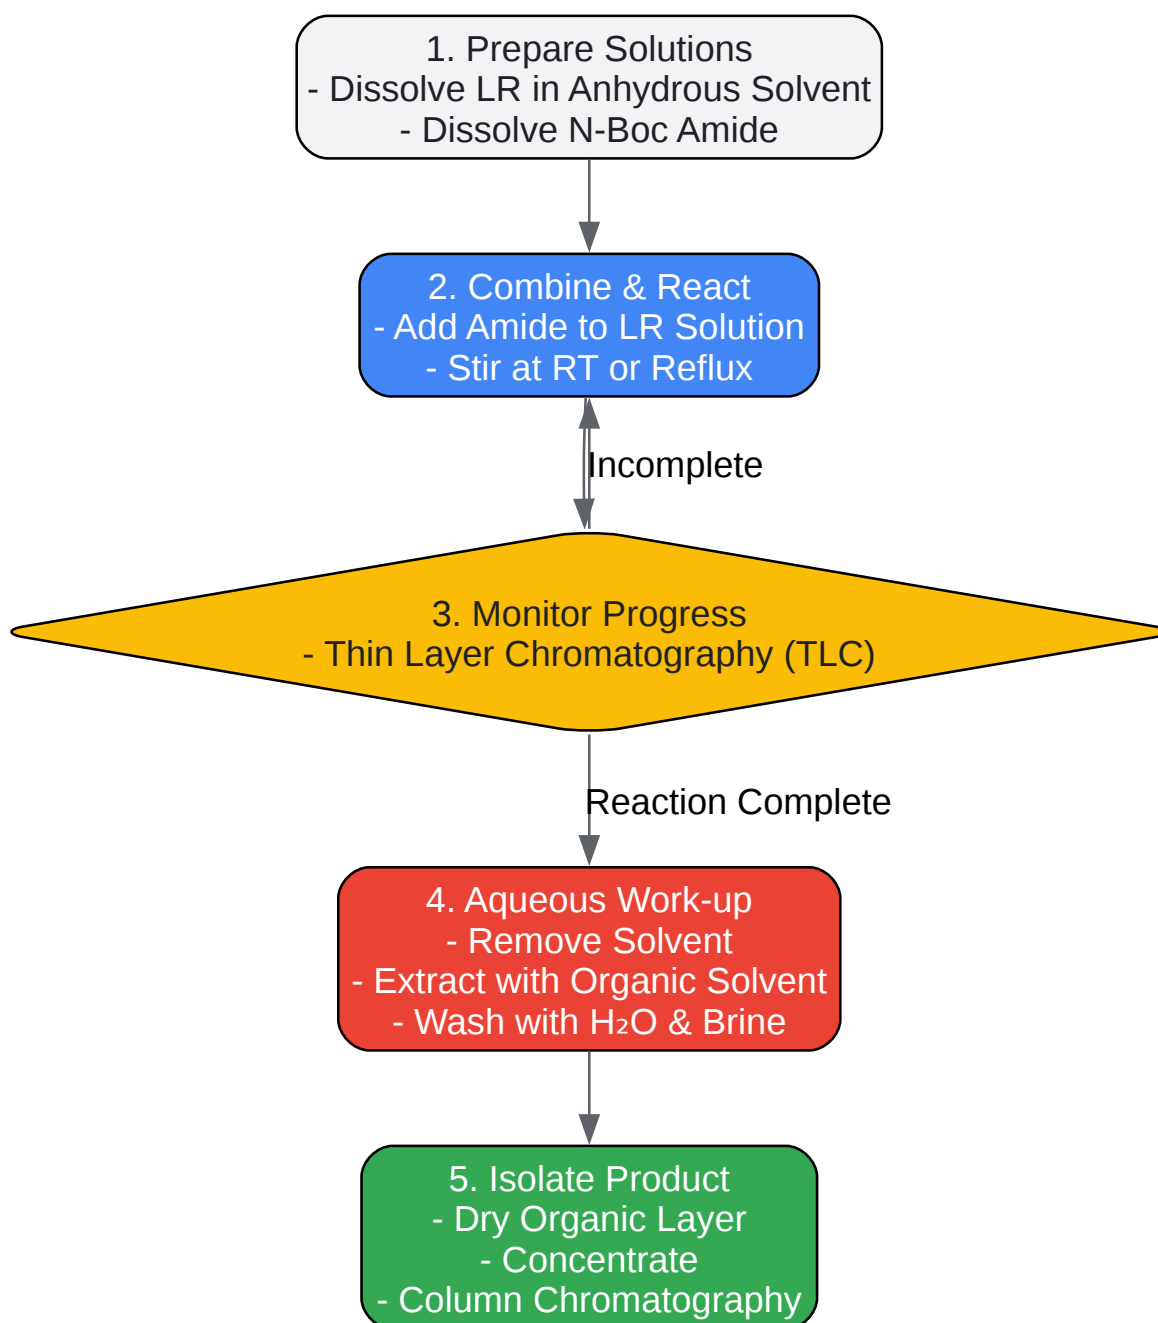 1. Prepare Solutions
- Dissolve LR in Anhydrous Solvent
- Dissolve N-Boc Amide
2. Combine & React
- Add Amide to LR Solution
- Stir at RT or Reflux
Incomplete
3. Monitor Progress
- Thin Layer Chromatography (TLC)
Reaction Complete
4. Aqueous Work-up
- Remove Solvent
- Extract with Organic Solvent
- Wash with H₂O & Brine
5. Isolate Product
- Dry Organic Layer
- Concentrate
- Column Chromatography